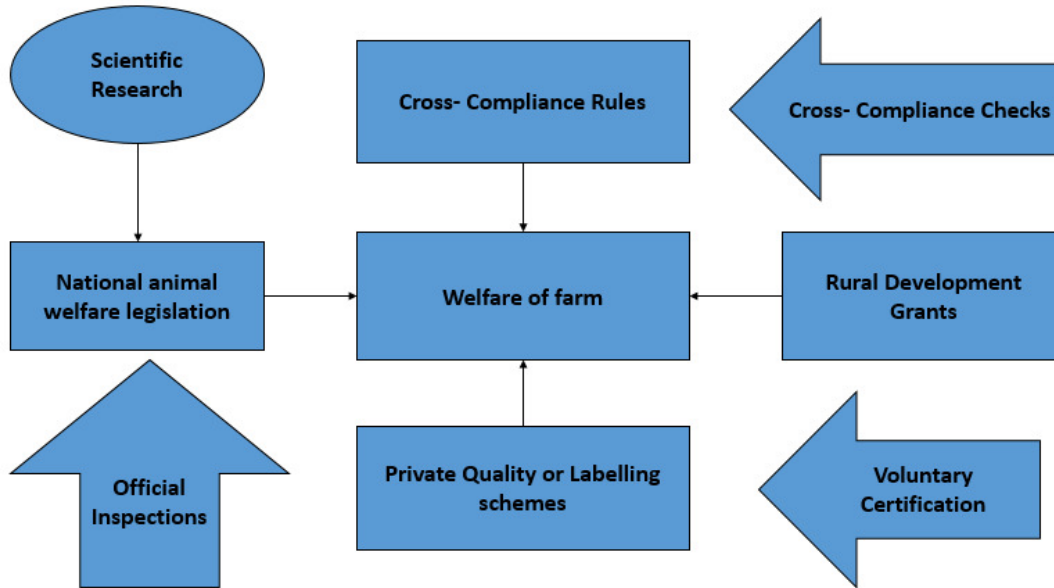 Scientific
Research
Cross- Compliance Rules
Cross- Compliance Checks
National animal
welfare legislation
Welfare of farm
Rural Development
Grants
Official
Inspections
Private Quality or Labelling
schemes
Voluntary
Certification